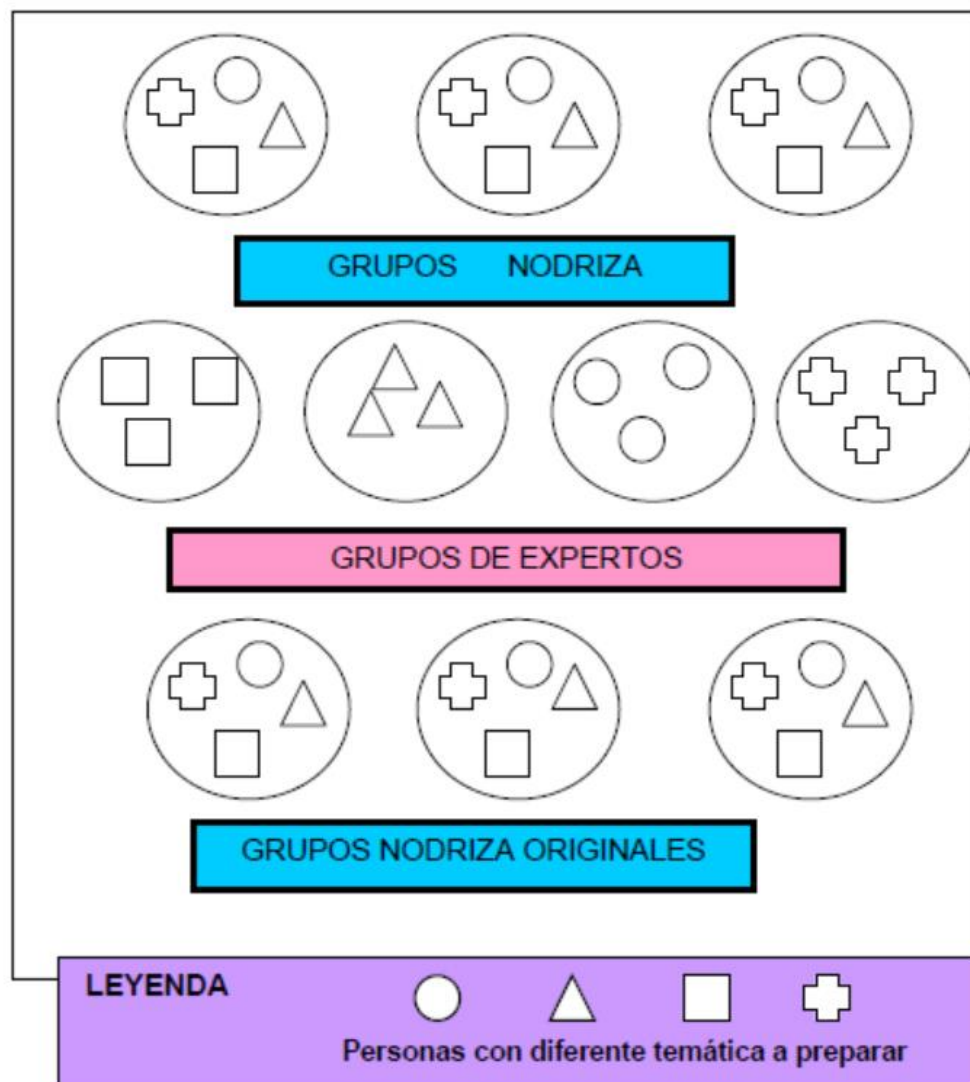 GRUPOS NODRIZA
GRUPOS DE EXPERTOS
GRUPOS NODRIZA ORIGINALES
LEYENDA
Personas con diferente temática a preparar